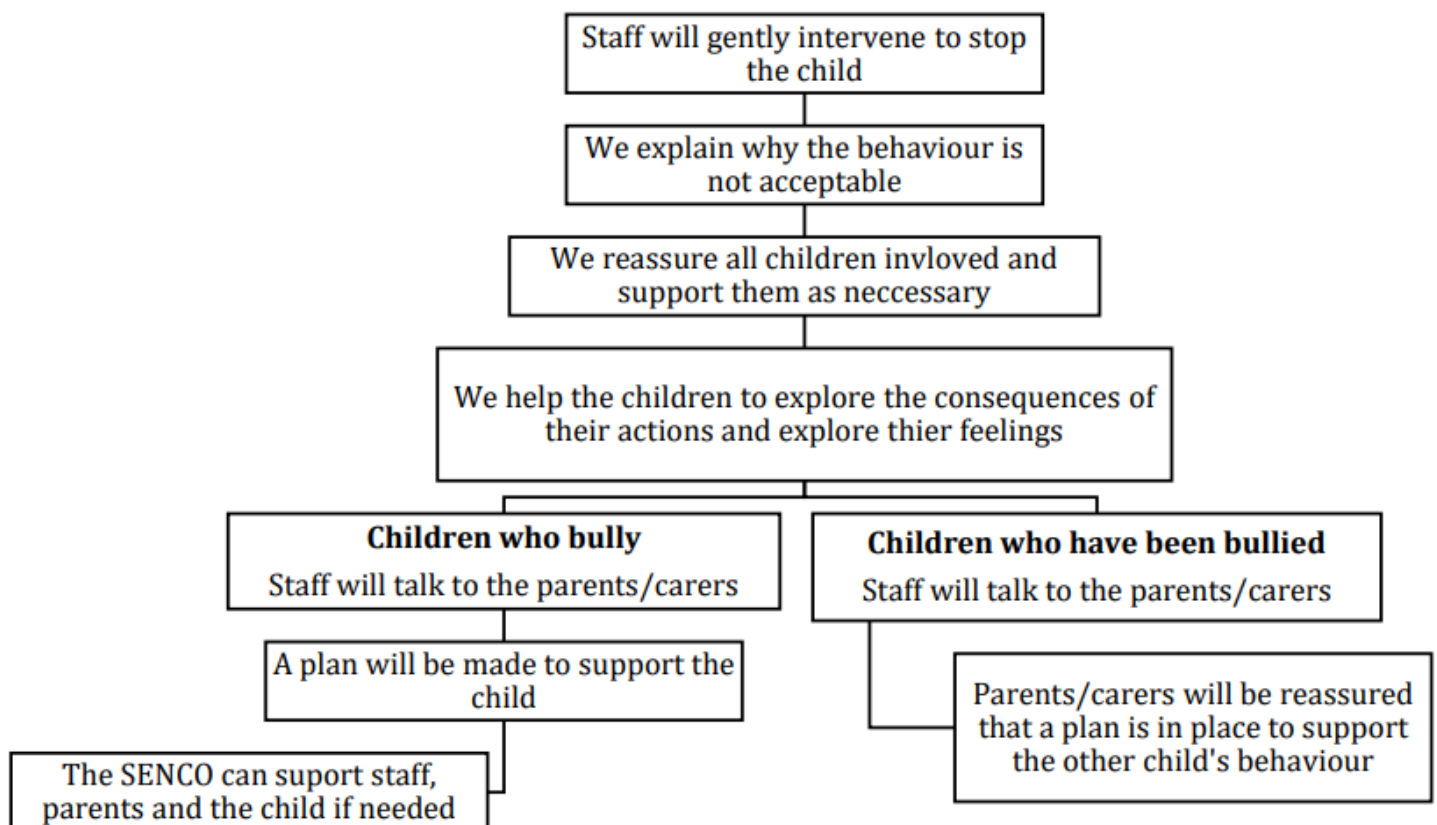 Staff will gently intervene to stop
the child
We explain why the behaviour is
not acceptable
We reassure all children invloved and
support them as neccessary
We help the children to explore the consequences of
their actions and explore thier feelings
Children who bully
Staff will talk to the parents/carers
A plan will be made to support the
child
The SENCO can suport staff,
parents and the child if needed
Children who have been bullied
Staff will talk to the parents/carers
Parents/carers will be reassured
that a plan is in place to support
the other child's behaviour